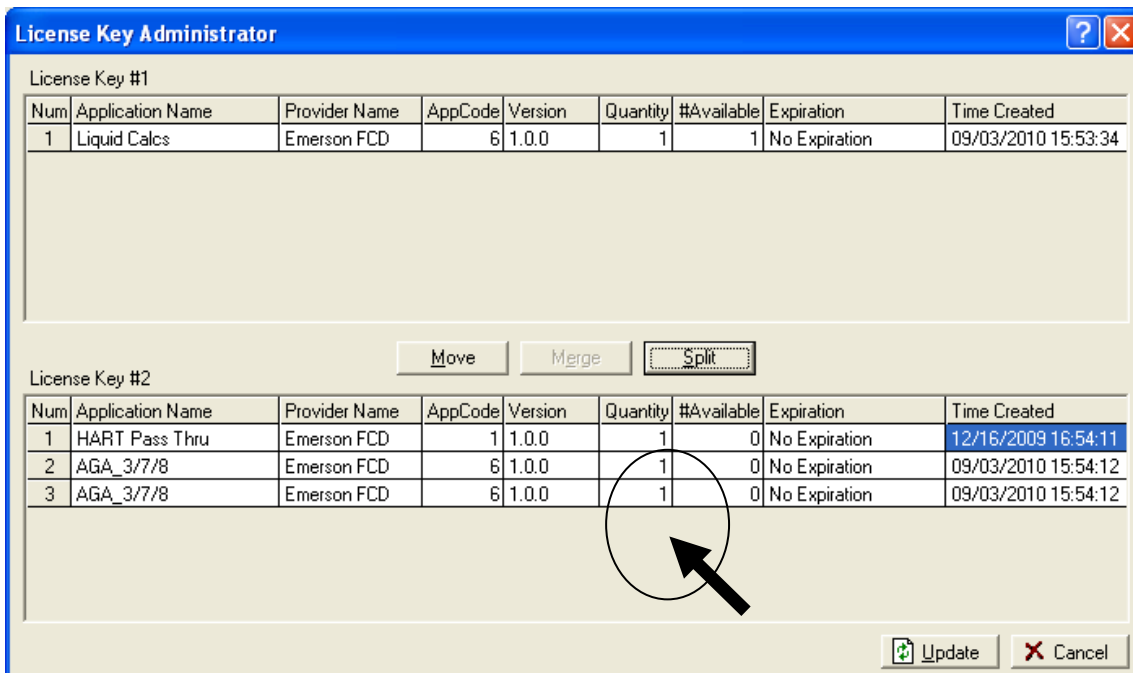 License Key Administrator
License Key #1
Num Application Name Provider Name AppCode Version Quantity #Available Expiration Time Created
1 Liquid Calcs Emerson FCD 6 1.0.0 1 1 No Expiration 09/03/2010 15:53:34
Move Merge Split
License Key #2
Num Application Name Provider Name AppCode Version Quantity #Available Expiration Time Created
1 HART Pass Thru Emerson FCD 1 1.0.0 1 0 No Expiration 12/16/2009 16:54:11
2 AGA_3/7/8 Emerson FCD 6 1.0.0 1 0 No Expiration 09/03/2010 15:54:12
3 AGA_3/7/8 Emerson FCD 6 1.0.0 1 0 No Expiration 09/03/2010 15:54:12
Update Cancel